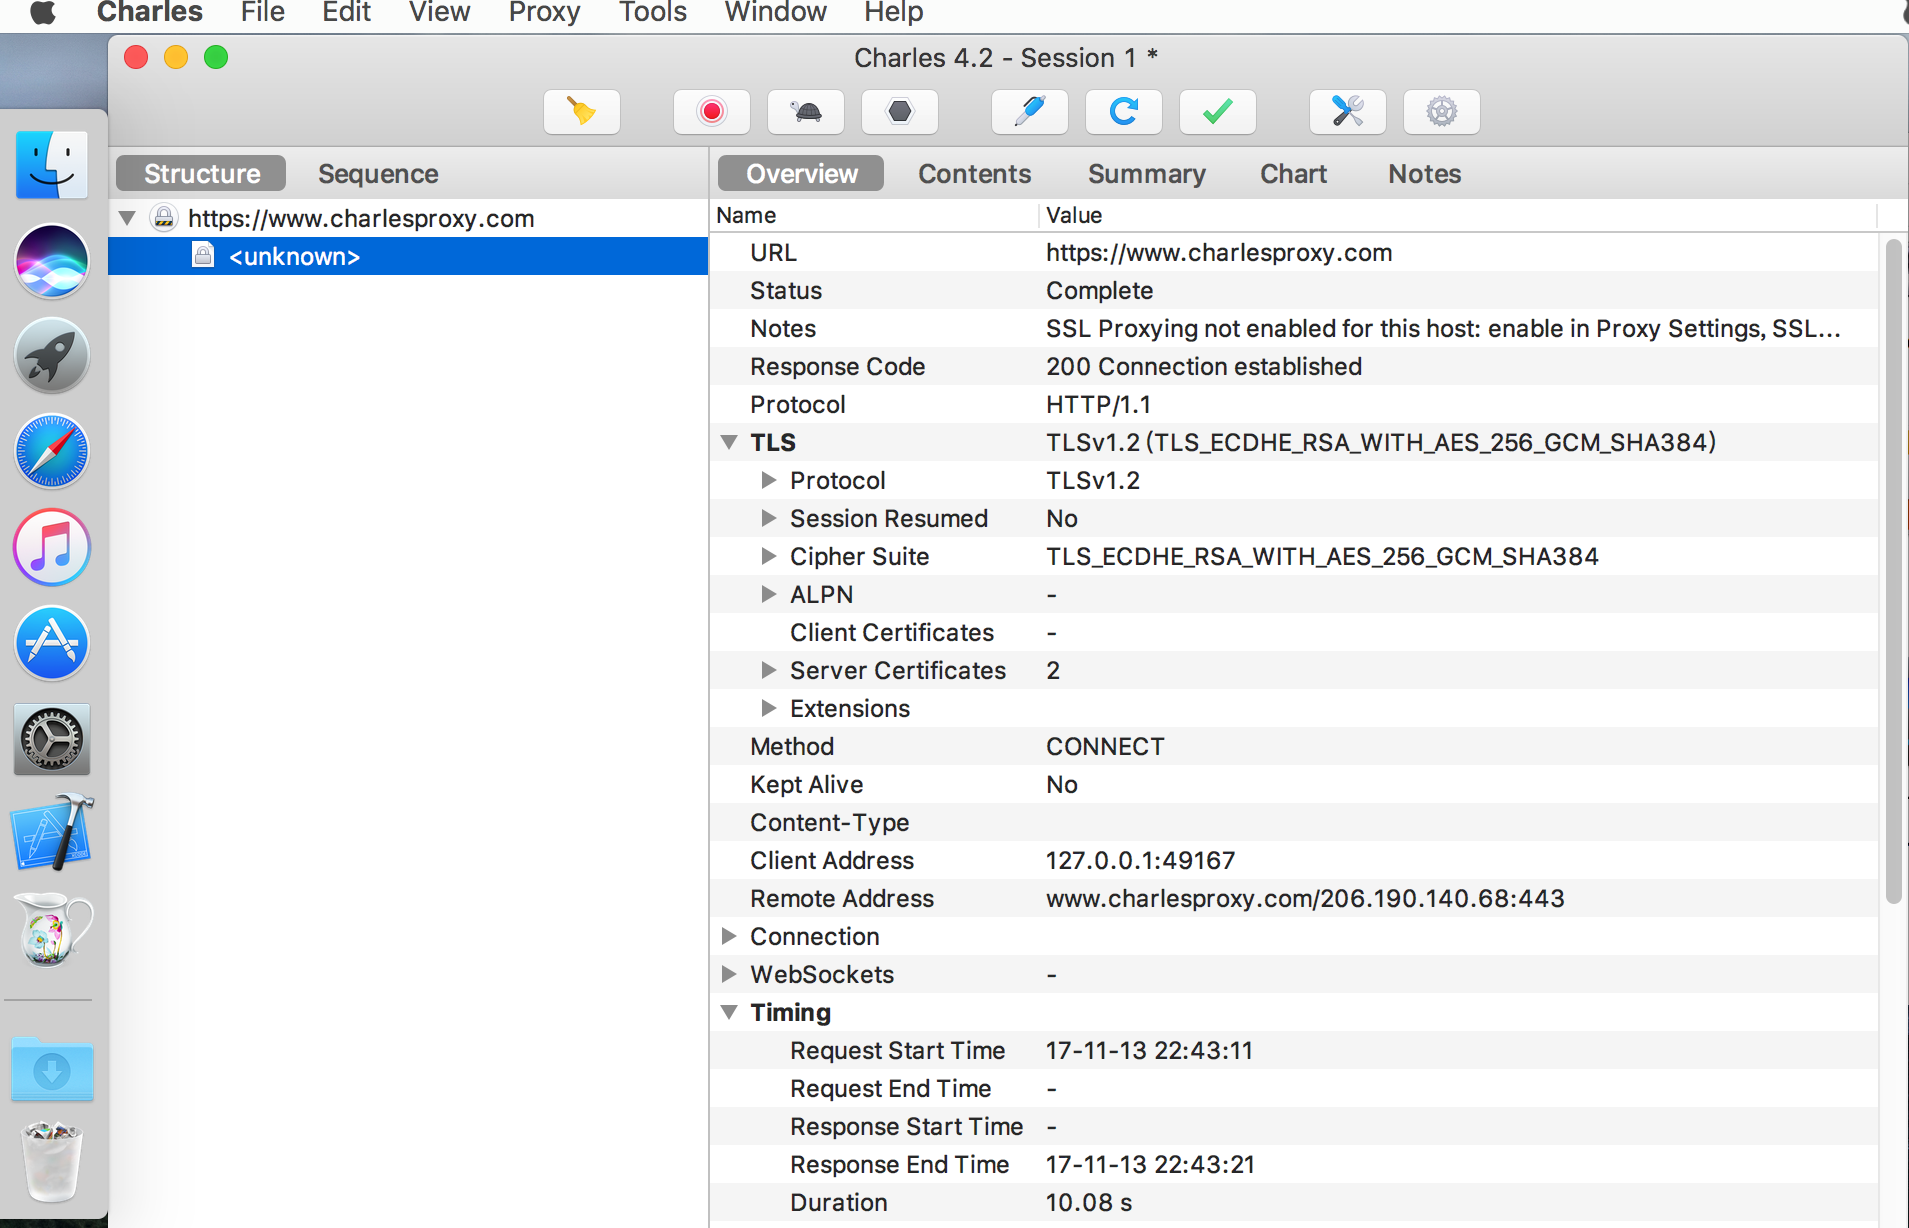 Charles File Edit View Proxy Tools Window Help
Charles 4.2 - Session 1 *
Structure Sequence
Overview Contents Summary Chart Notes
https://www.charlesproxy.com
<unknown>
Name Value
URL https://www.charlesproxy.com
Status Complete
Notes SSL Proxying not enabled for this host: enable in Proxy Settings, SSL...
Response Code 200 Connection established
Protocol HTTP/1.1
TLS TLSv1.2 (TLS_ECDHE_RSA_WITH_AES_256_GCM_SHA384)
Protocol TLSv1.2
Session Resumed No
Cipher Suite TLS_ECDHE_RSA_WITH_AES_256_GCM_SHA384
ALPN -
Client Certificates -
Server Certificates 2
Extensions
Method CONNECT
Kept Alive No
Content-Type
Client Address 127.0.0.1:49167
Remote Address www.charlesproxy.com/206.190.140.68:443
Connection
WebSockets -
Timing
Request Start Time 17-11-13 22:43:11
Request End Time -
Response Start Time -
Response End Time 17-11-13 22:43:21
Duration 10.08 s